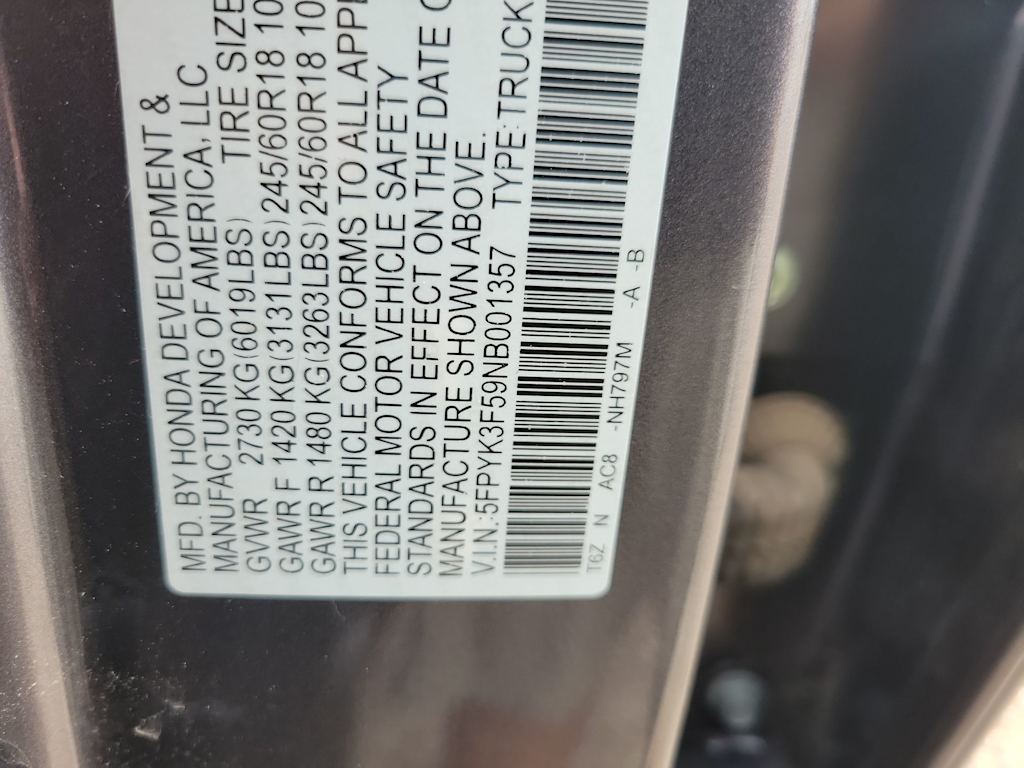 MFD. BY HONDA DEVELOPMENT &
MANUFACTURING OF AMERICA, LLC
GVWR 2730 KG(6019LBS) TIRE SIZE
GAWR F 1420 KG(3131LBS) 245/60R18 10
GAWR R 1480 KG(3263LBS) 245/60R18 10
THIS VEHICLE CONFORMS TO ALL APPL
FEDERAL MOTOR VEHICLE SAFETY
STANDARDS IN EFFECT ON THE DATE O
MANUFACTURE SHOWN ABOVE.
V.I.N.:5FPYK3F59NB001357 TYPE:TRUCK
T6Z N AC8 -NH797M -A -B